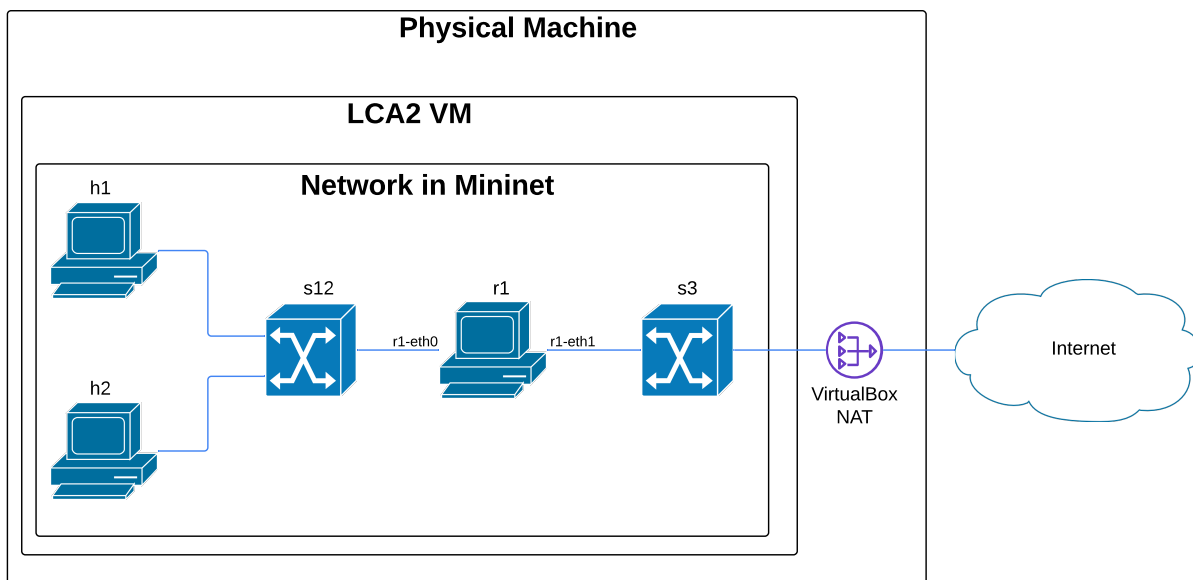 Physical Machine
LCA2 VM
Network in Mininet
h1
s12
r1
s3
r1-eth0
r1-eth1
Internet
VirtualBox
NAT
h2